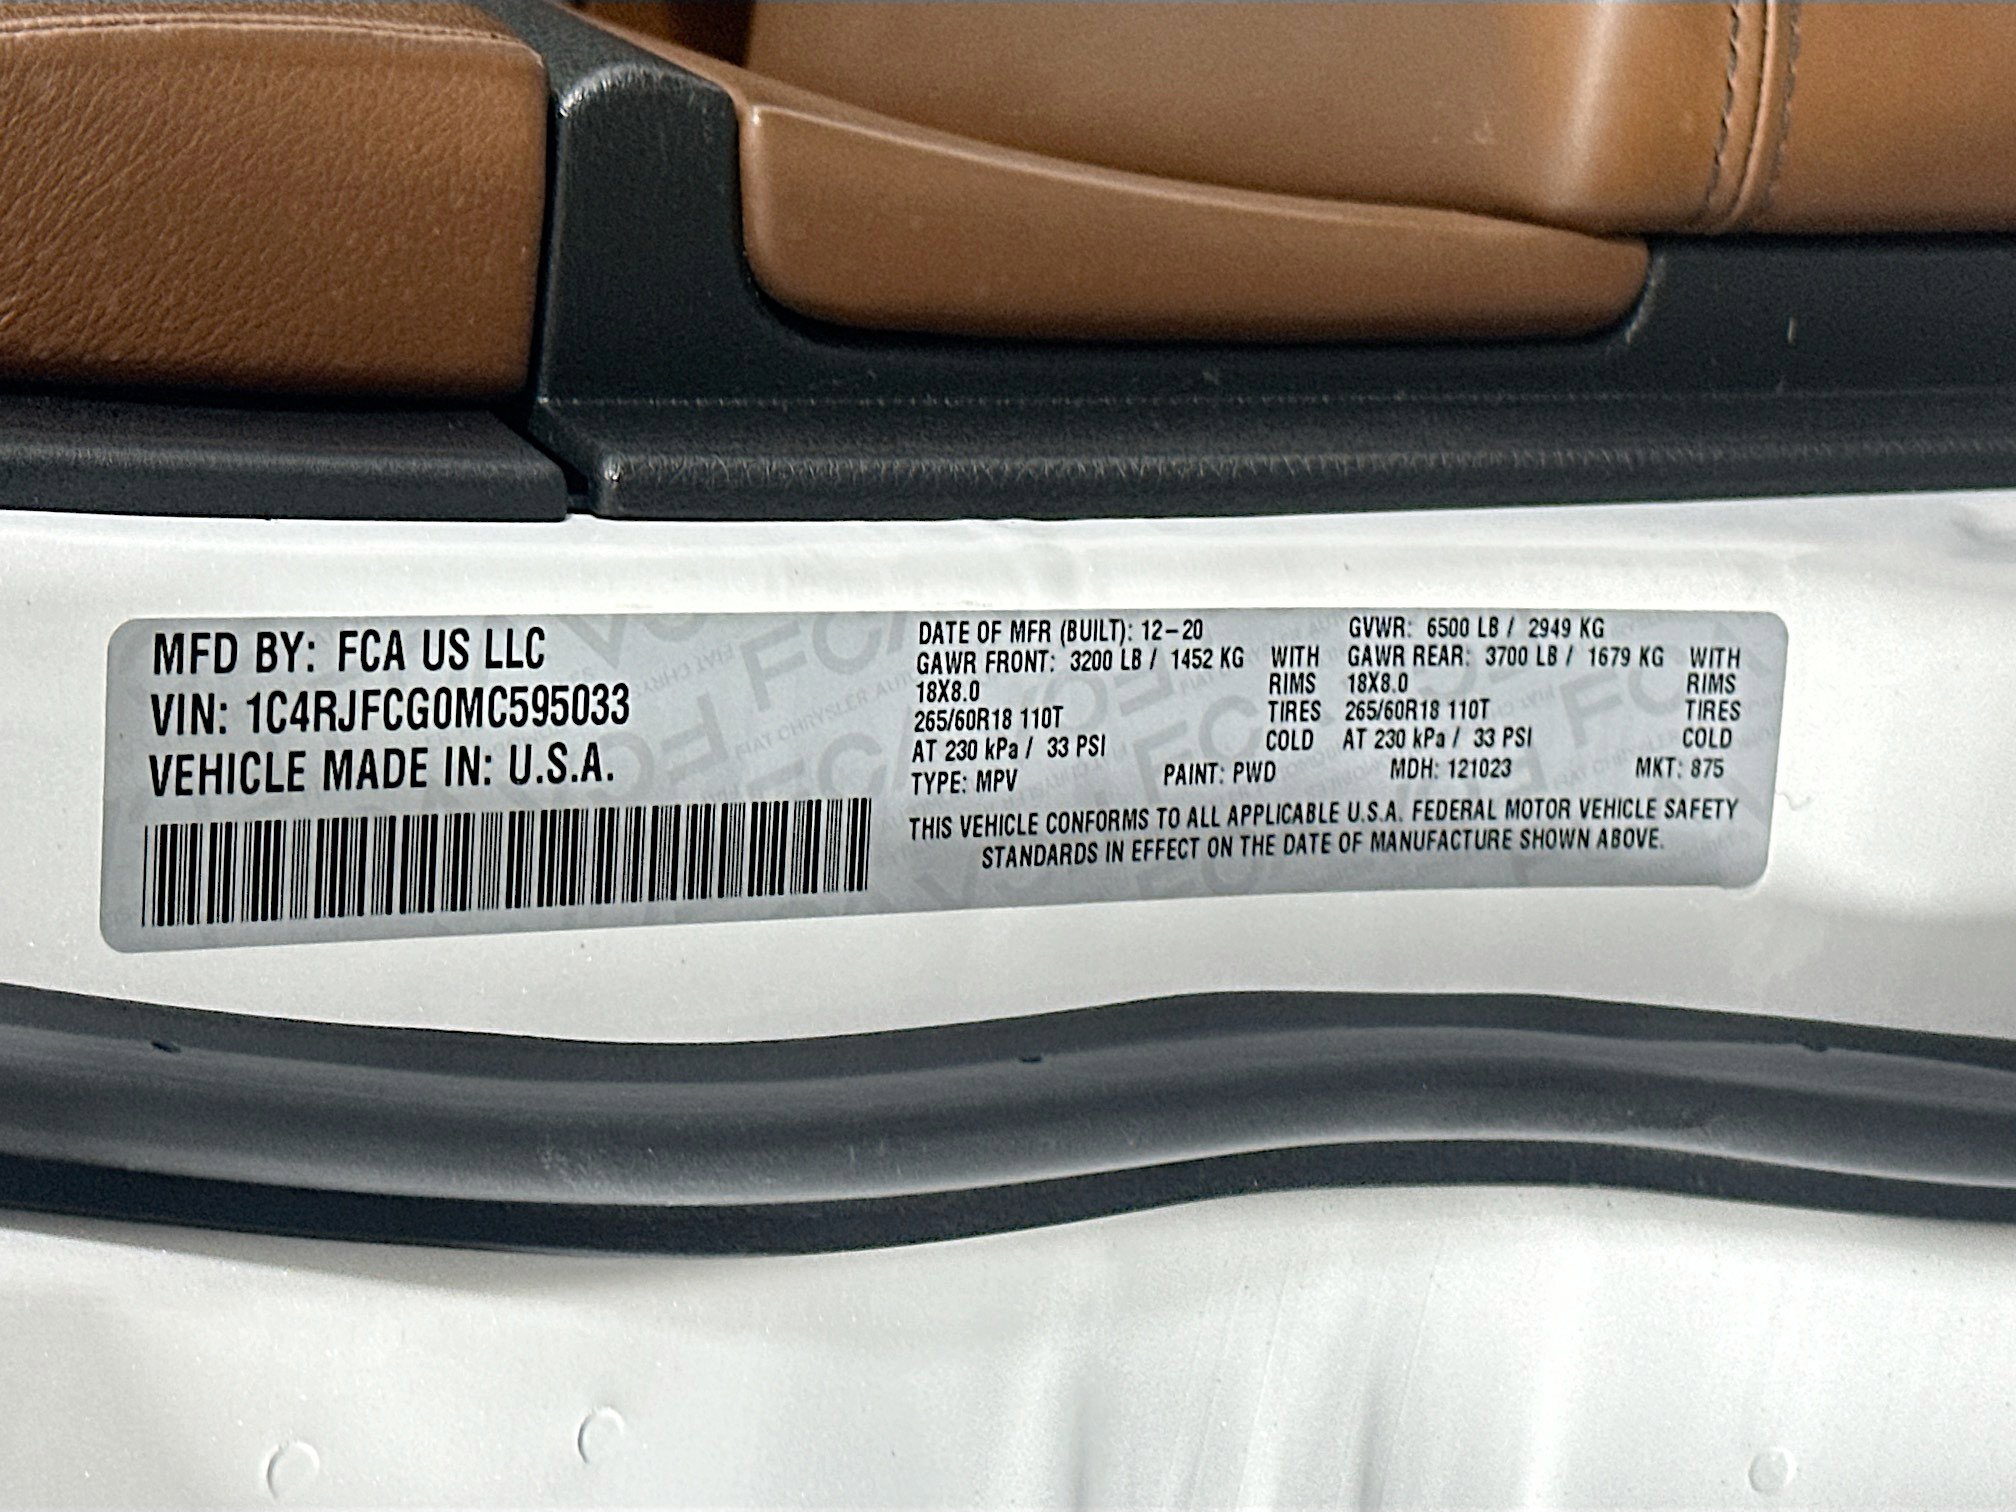 MFD BY: FCA US LLC
VIN: 1C4RJFCG0MC595033
VEHICLE MADE IN: U.S.A.
DATE OF MFR (BUILT): 12-20 GVWR: 6500 LB / 2949 KG
GAWR FRONT: 3200 LB / 1452 KG WITH GAWR REAR: 3700 LB / 1679 KG WITH
18X8.0 RIMS 18X8.0 RIMS
265/60R18 110T TIRES 265/60R18 110T TIRES
AT 230 kPa / 33 PSI COLD AT 230 kPa / 33 PSI COLD
TYPE: MPV PAINT: PWD MDH: 121023 MKT: 875
THIS VEHICLE CONFORMS TO ALL APPLICABLE U.S.A. FEDERAL MOTOR VEHICLE SAFETY
STANDARDS IN EFFECT ON THE DATE OF MANUFACTURE SHOWN ABOVE.